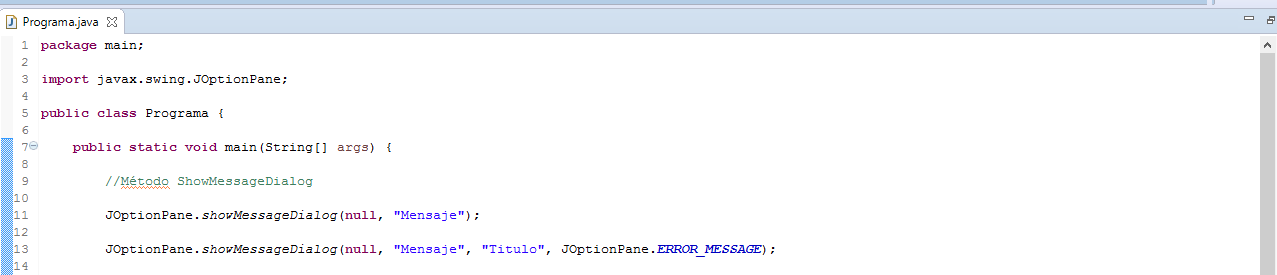 Programa.java
1 package main;
2
3 import javax.swing.JOptionPane;
4
5 public class Programa {
6
7 public static void main(String[] args) {
8
9 //Método ShowMessageDialog
10
11 JOptionPane.showMessageDialog(null, "Mensaje");
12
13 JOptionPane.showMessageDialog(null, "Mensaje", "Titulo", JOptionPane.ERROR_MESSAGE);
14